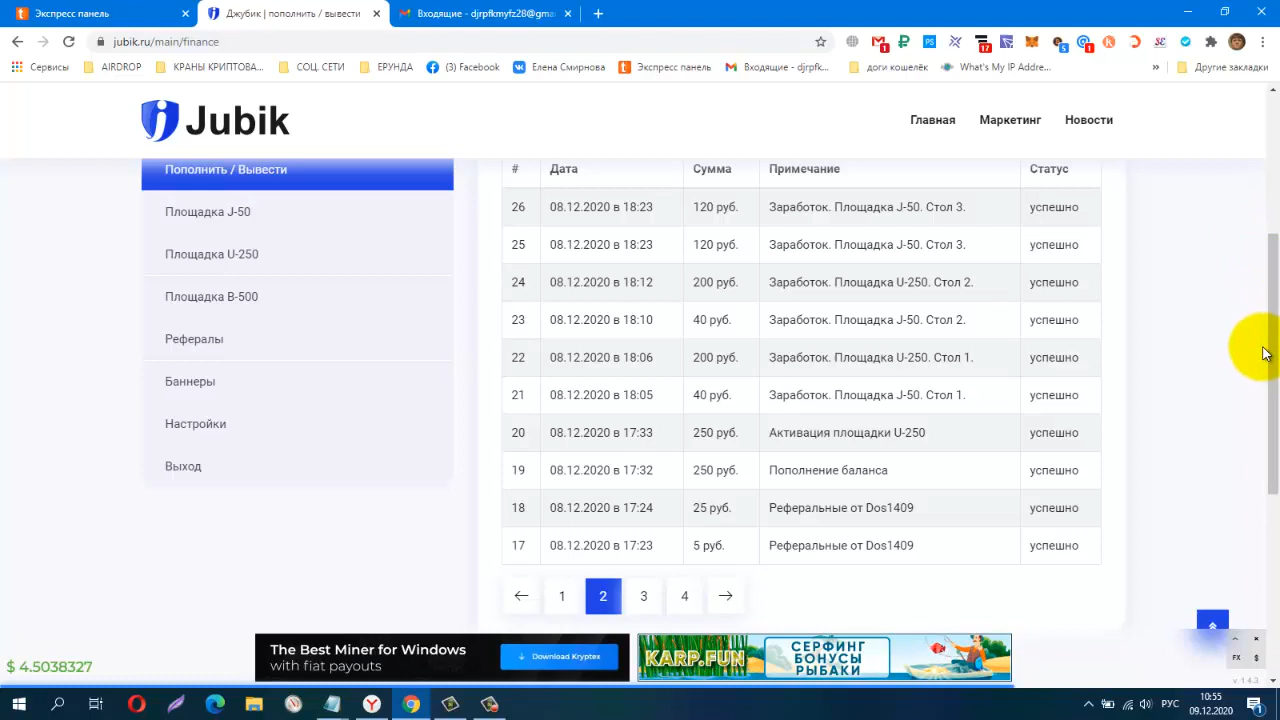 Экспресс панель
Джубик | пополнить / вывести
Входящие - djrpfkmyfz28@gma
jubik.ru/main/finance
1
17
5
1
Сервисы
AIRDROP
КРАНЫ КРИПТОВА...
СОЦ. СЕТИ
ЕРУНДА
(3) Facebook
Елена Смирнова
Экспресс панель
Входящие - djrpfk...
доги кошелёк
What's My IP Addre...
»
Другие закладки
Jubik
Главная
Маркетинг
Новости
Пополнить / Вывести
Площадка J-50
Площадка U-250
Площадка B-500
Рефералы
Баннеры
Настройки
Выход
# Дата Сумма Примечание Статус
26 08.12.2020 в 18:23 120 руб. Заработок. Площадка J-50. Стол 3. успешно
25 08.12.2020 в 18:23 120 руб. Заработок. Площадка J-50. Стол 3. успешно
24 08.12.2020 в 18:12 200 руб. Заработок. Площадка U-250. Стол 2. успешно
23 08.12.2020 в 18:10 40 руб. Заработок. Площадка J-50. Стол 2. успешно
22 08.12.2020 в 18:06 200 руб. Заработок. Площадка U-250. Стол 1. успешно
21 08.12.2020 в 18:05 40 руб. Заработок. Площадка J-50. Стол 1. успешно
20 08.12.2020 в 17:33 250 руб. Активация площадки U-250 успешно
19 08.12.2020 в 17:32 250 руб. Пополнение баланса успешно
18 08.12.2020 в 17:24 25 руб. Реферальные от Dos1409 успешно
17 08.12.2020 в 17:23 5 руб. Реферальные от Dos1409 успешно
← 1 2 3 4 →
The Best Miner for Windows
with fiat payouts
Download Kryptex
KARP.FUN
СЕРФИНГ
БОНУСЫ
РЫБАКИ
$ 4.5038327
FX $
v 1.4.3
РУС
10:55
09.12.2020